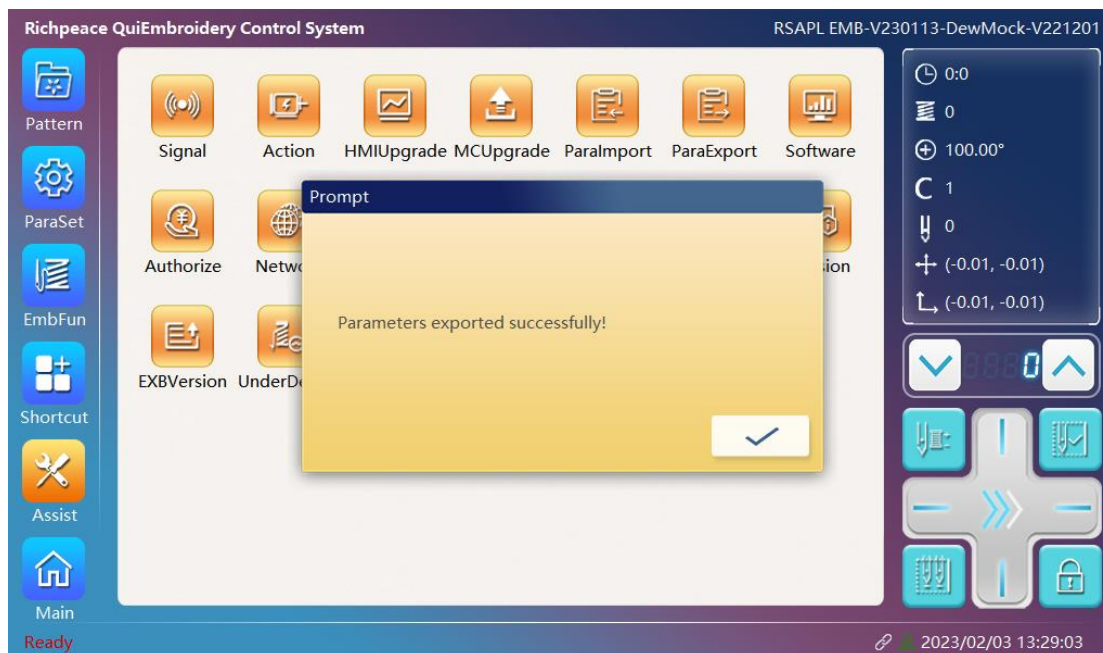 Richpeace QuiEmbroidery Control System
RSAPL EMB-V230113-DewMock-V221201
Pattern
ParaSet
EmbFun
Shortcut
Assist
Main
Signal
Action
HMIUpgrade
MCUpgrade
ParaImport
ParaExport
Software
Authorize
EXBVersion
Prompt
Parameters exported successfully!
0:0
0
100.00°
C 1
0
(-0.01, -0.01)
(-0.01, -0.01)
0
Ready
2023/02/03 13:29:03